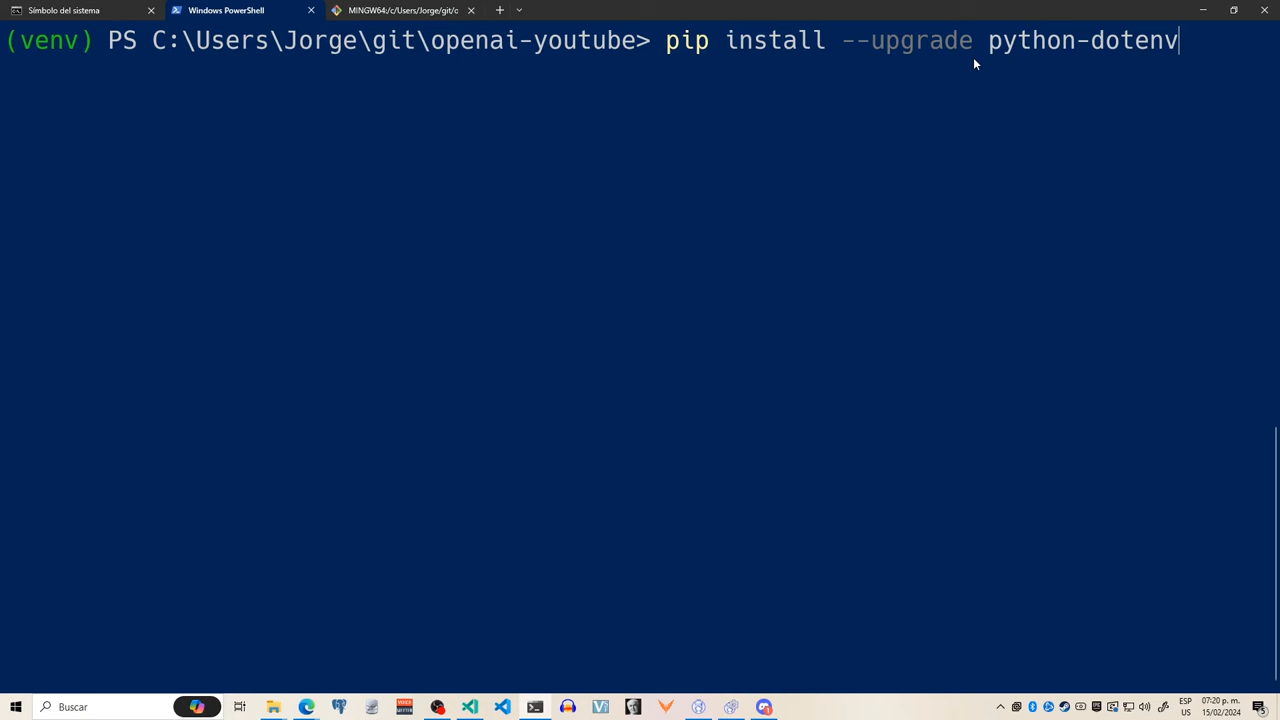 Símbolo del sistema
Windows PowerShell
MINGW64:/c/Users/Jorge/git/o
(venv) PS C:\Users\Jorge\git\openai-youtube> pip install --upgrade python-dotenv
Buscar
ESP
US
07:20 p. m.
15/02/2024